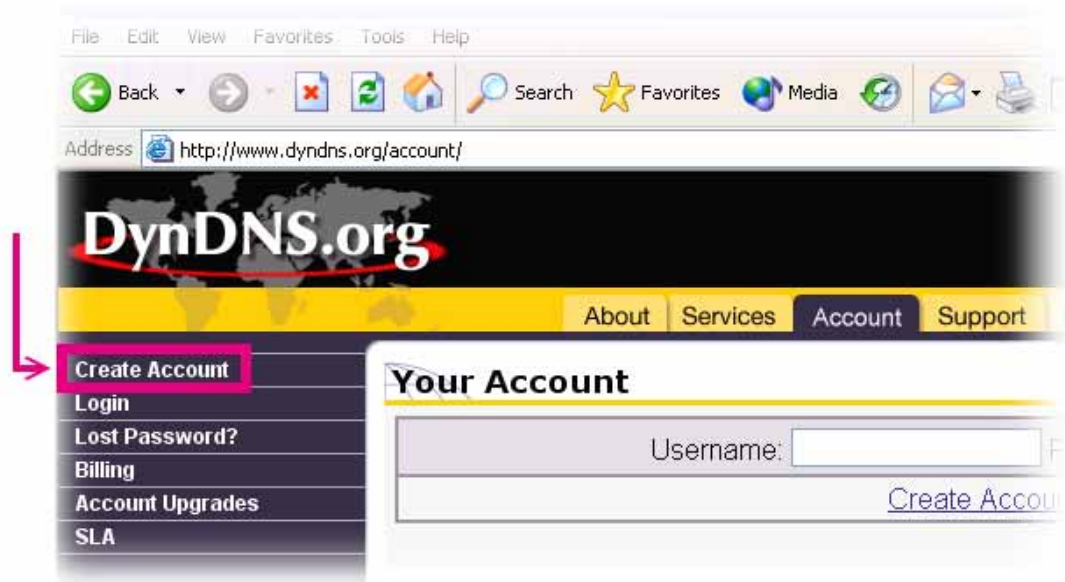 File Edit View Favorites Tools Help
Back Search Favorites Media
Address http://www.dyndns.org/account/
DynDNS.org
About Services Account Support
Create Account
Login
Lost Password?
Billing
Account Upgrades
SLA
Your Account
Username:
Create